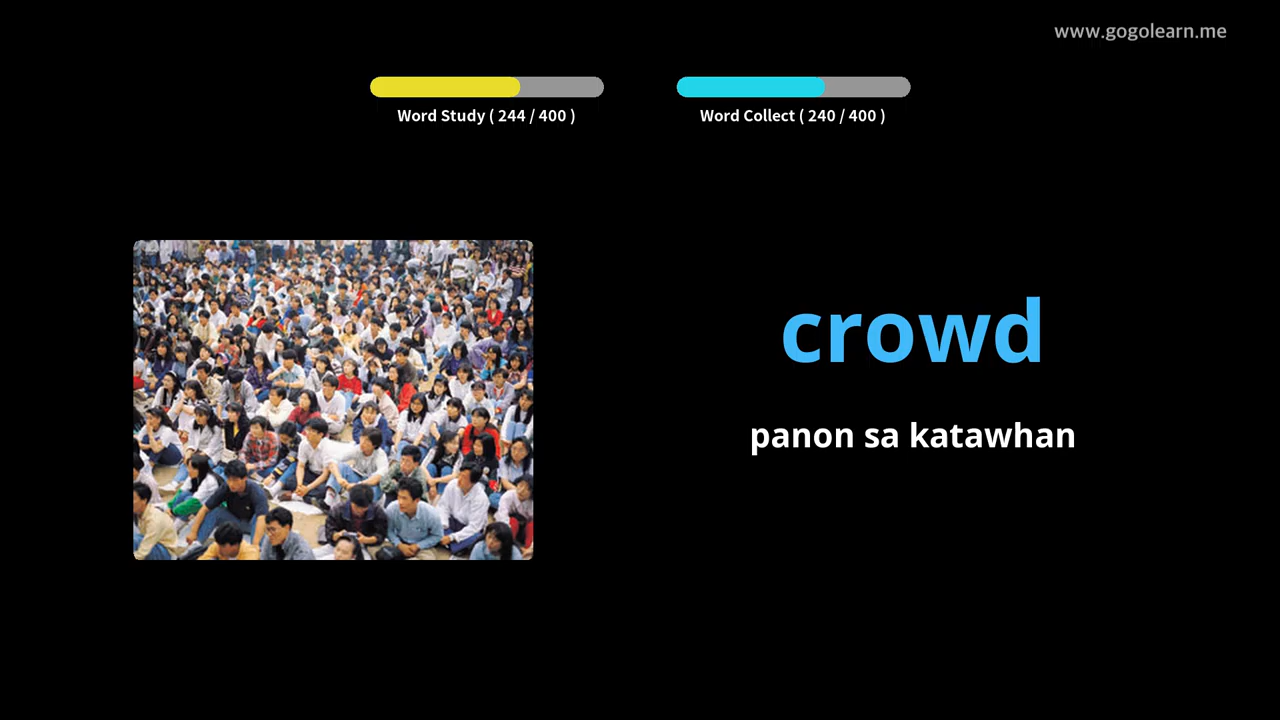 www.gogolearn.me
Word Study ( 244 / 400 )
Word Collect ( 240 / 400 )
crowd
panon sa katawhan